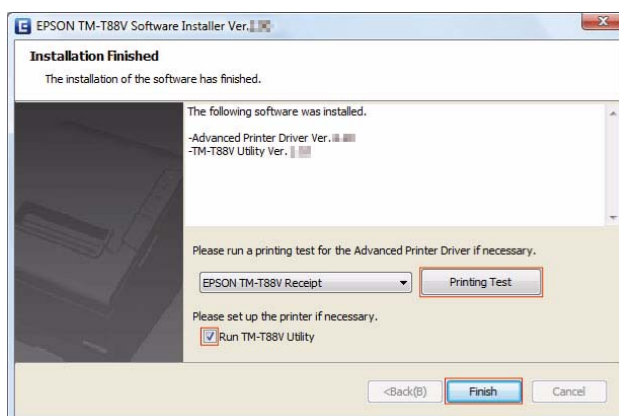 EPSON TM-T88V Software Installer Ver.
Installation Finished
The installation of the software has finished.
The following software was installed.
-Advanced Printer Driver Ver.
-TM-T88V Utility Ver.
Please run a printing test for the Advanced Printer Driver if necessary.
EPSON TM-T88V Receipt
Printing Test
Please set up the printer if necessary.
Run TM-T88V Utility
<Back(B)
Finish
Cancel